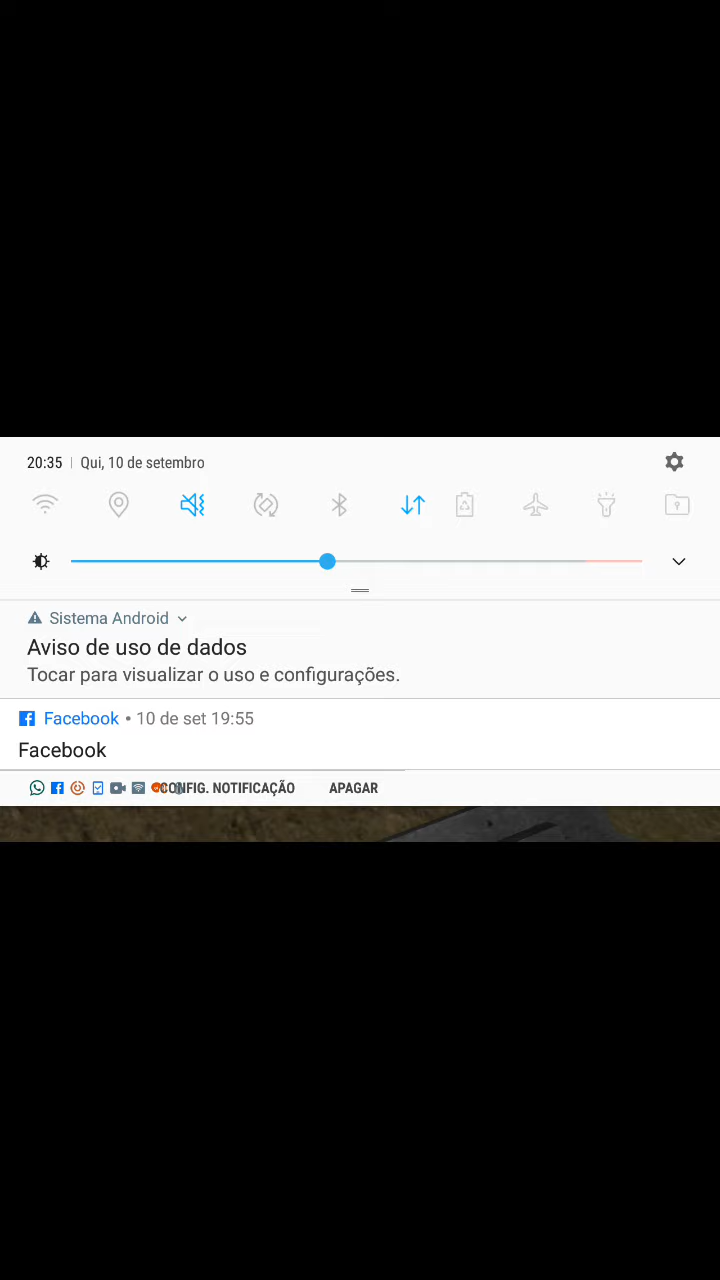 20:35 | Qui, 10 de setembro
Sistema Android
Aviso de uso de dados
Tocar para visualizar o uso e configurações.
Facebook • 10 de set 19:55
Facebook
CONFIG. NOTIFICAÇÃO APAGAR